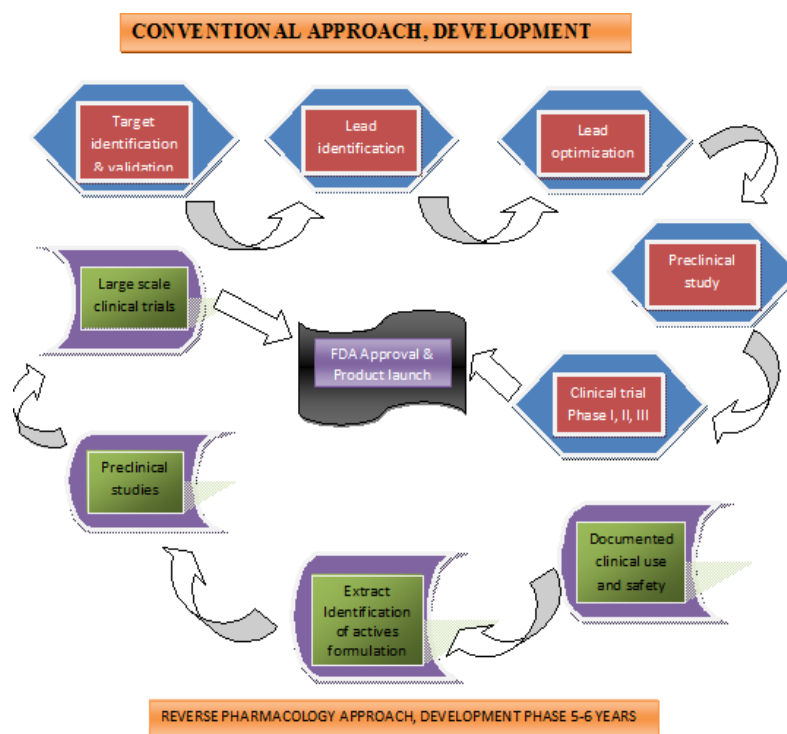 CONVENTIONAL APPROACH, DEVELOPMENT
Target
identification
& validation
Lead
identification
Lead
optimization
Preclinical
study
Large scale
clinical trials
FDA Approval &
Product launch
Clinical trial
Phase I, II, III
Preclinical
studies
Documented
clinical use
and safety
Extract
Identification
of actives
formulation
REVERSE PHARMACOLOGY APPROACH, DEVELOPMENT PHASE 5-6 YEARS